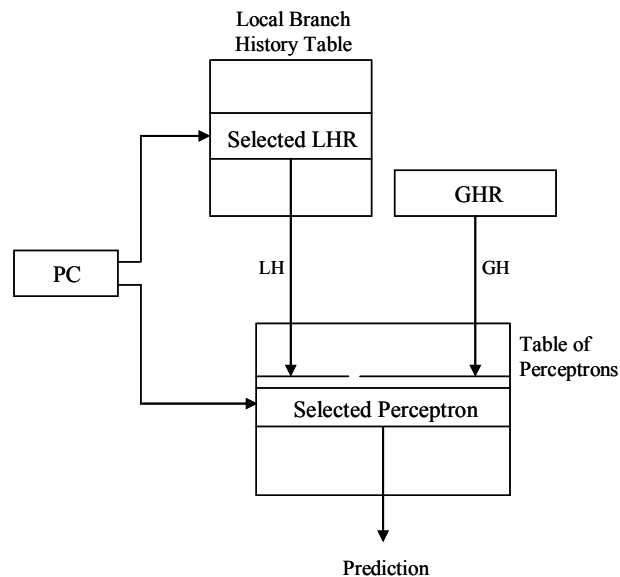 Local Branch
History Table
Selected LHR
GHR
PC
LH
GH
Table of
Perceptrons
Selected Perceptron
Prediction